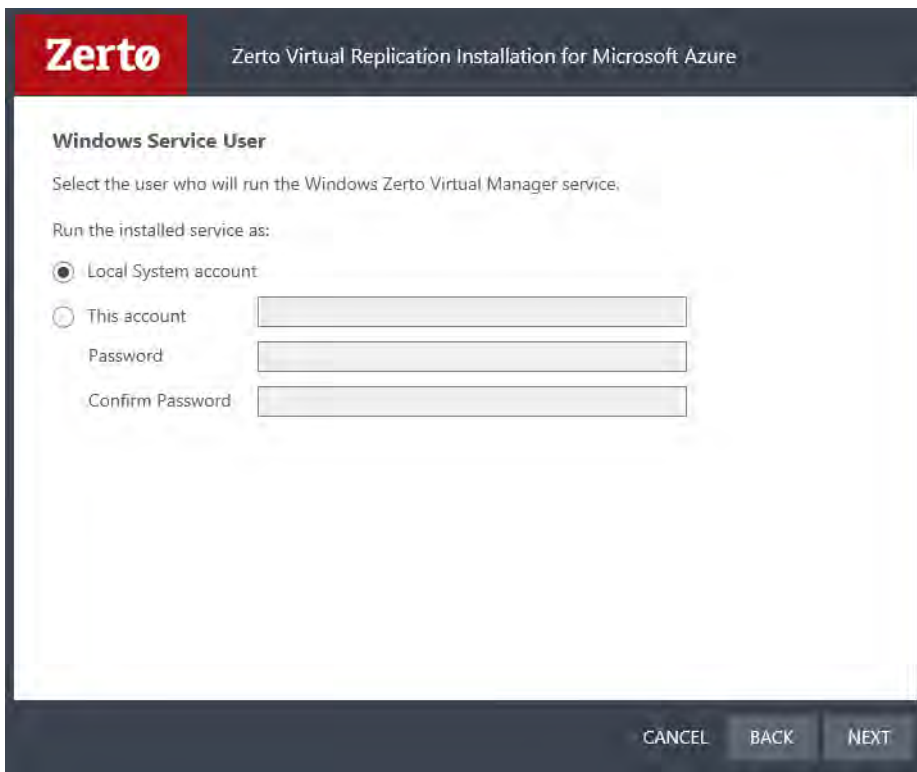 Zerto
Zerto Virtual Replication Installation for Microsoft Azure
Windows Service User
Select the user who will run the Windows Zerto Virtual Manager service.
Run the installed service as:
Local System account
This account
Password
Confirm Password
CANCEL BACK NEXT